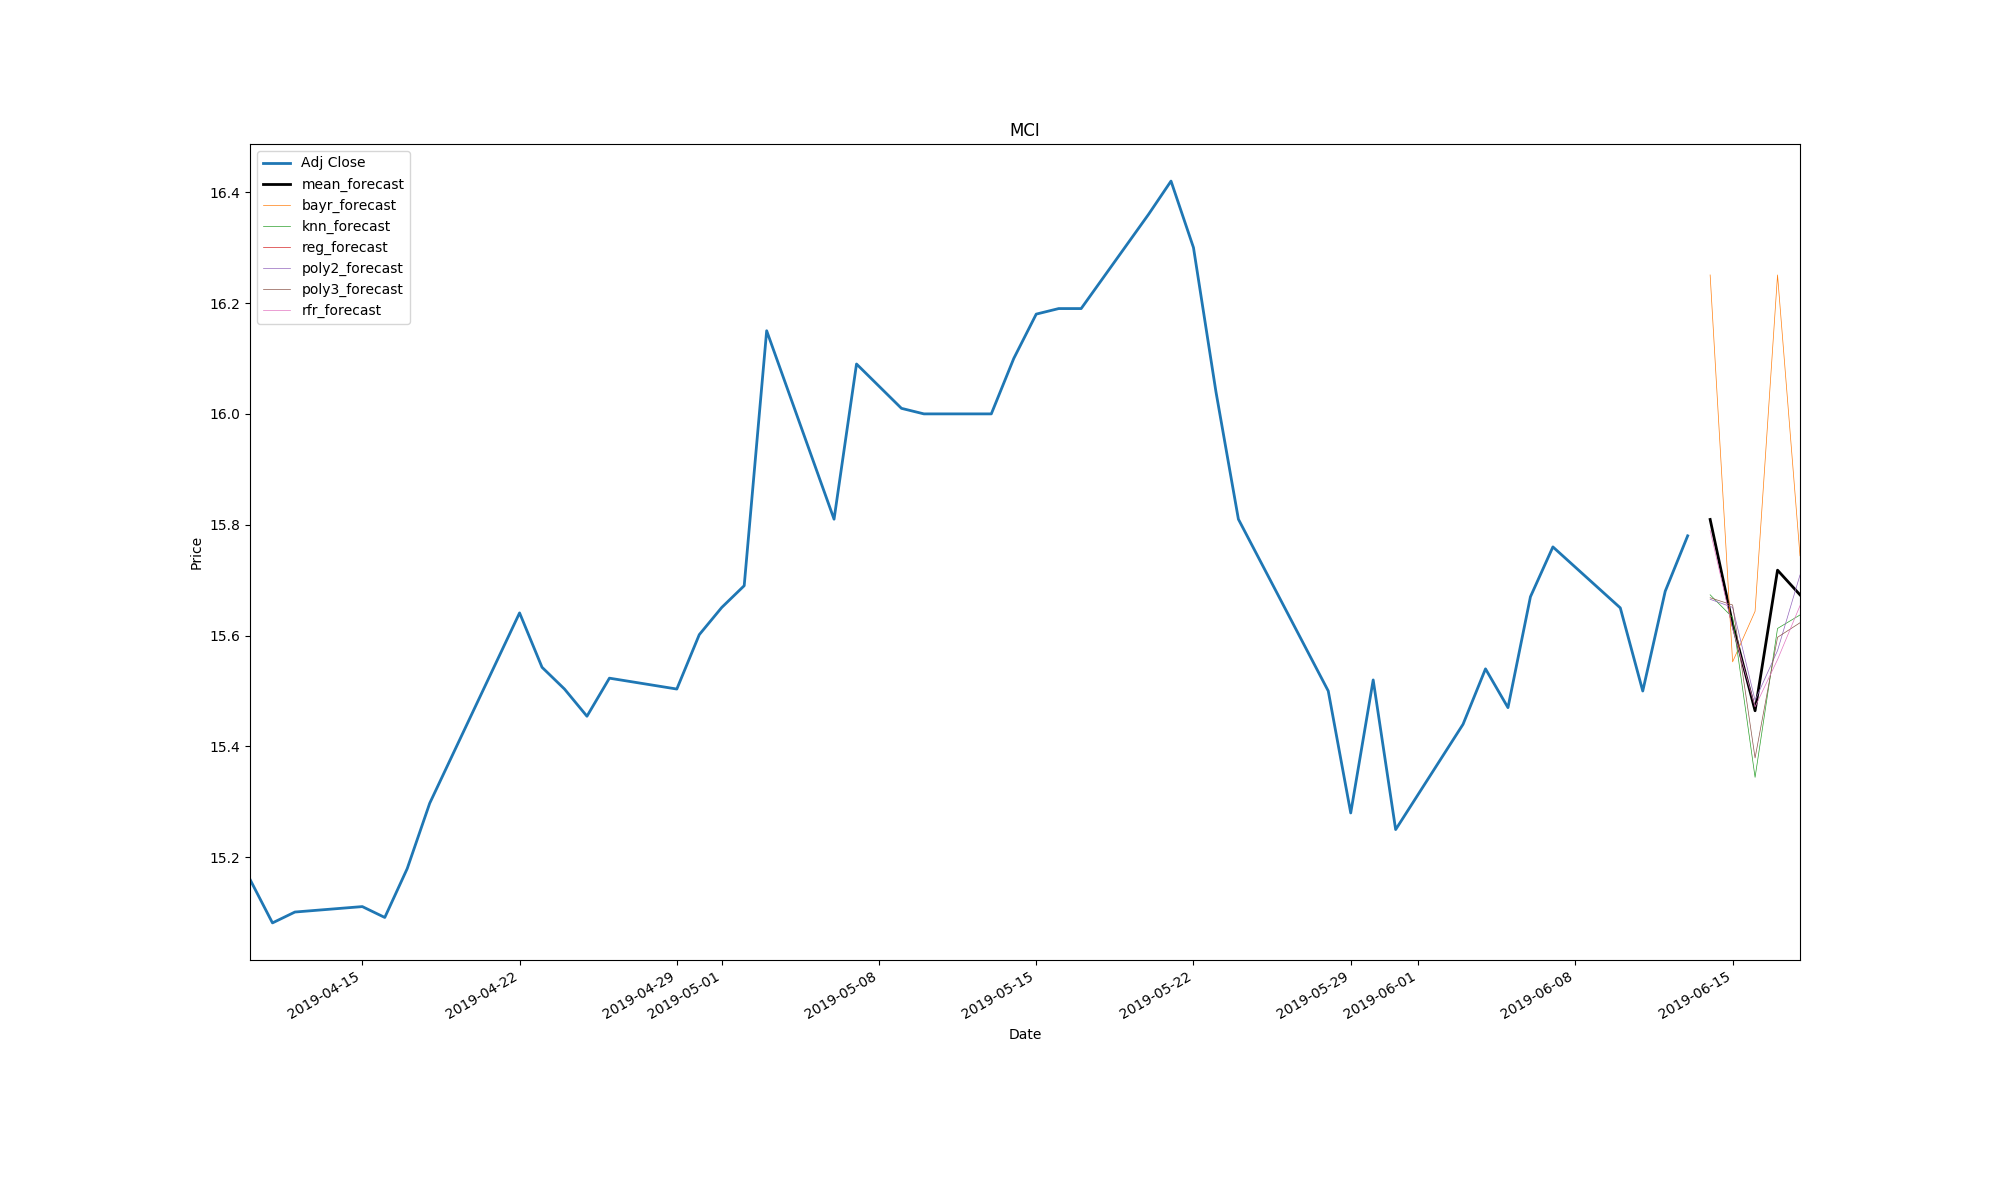 MCI
Adj Close
mean_forecast
bayr_forecast
knn_forecast
reg_forecast
poly2_forecast
poly3_forecast
rfr_forecast
16.4
16.2
16.0
15.8
15.6
15.4
15.2
Price
2019-04-15
2019-04-22
2019-04-29
2019-05-01
2019-05-08
2019-05-15
2019-05-22
2019-05-29
2019-06-01
2019-06-08
2019-06-15
Date